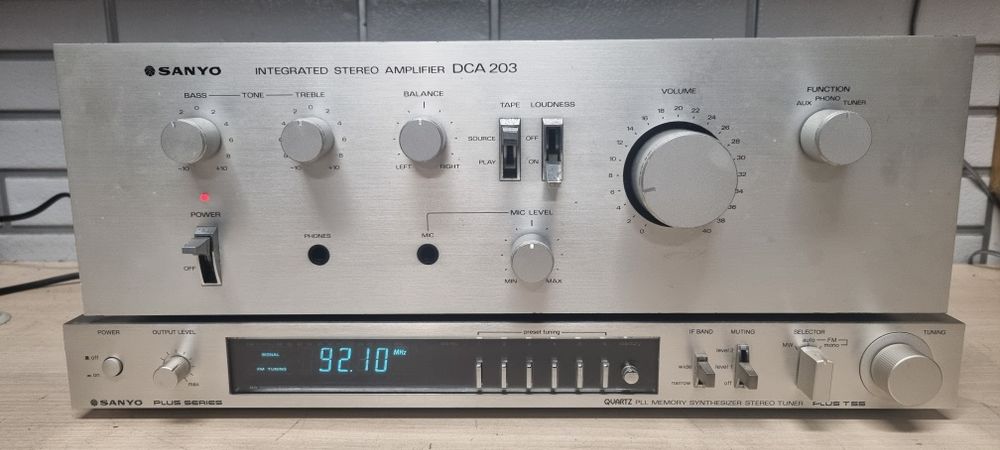 SANYO INTEGRATED STEREO AMPLIFIER DCA 203
BASS TONE TREBLE BALANCE TAPE LOUDNESS VOLUME FUNCTION
AUX PHONO TUNER
2 0 2 4 6 8 -10 +10
2 0 2 4 6 8 -10 +10
LEFT RIGHT
SOURCE OFF
PLAY ON
0 2 4 6 8 10 12 14 16 18 20 22 24 26 28 30 32 34 36 38 40
POWER
OFF
PHONES MIC MIC LEVEL
MIN MAX
POWER OUTPUT LEVEL preset tuning IF BAND MUTING SELECTOR TUNING
off
on
max
SIGNAL
FM TUNING
92.10 MHz
memory
wide
narrow
level 2
level 1
off
MW auto FM mono
SANYO PLUS SERIES QUARTZ PLL MEMORY SYNTHESIZER STEREO TUNER PLUS T55